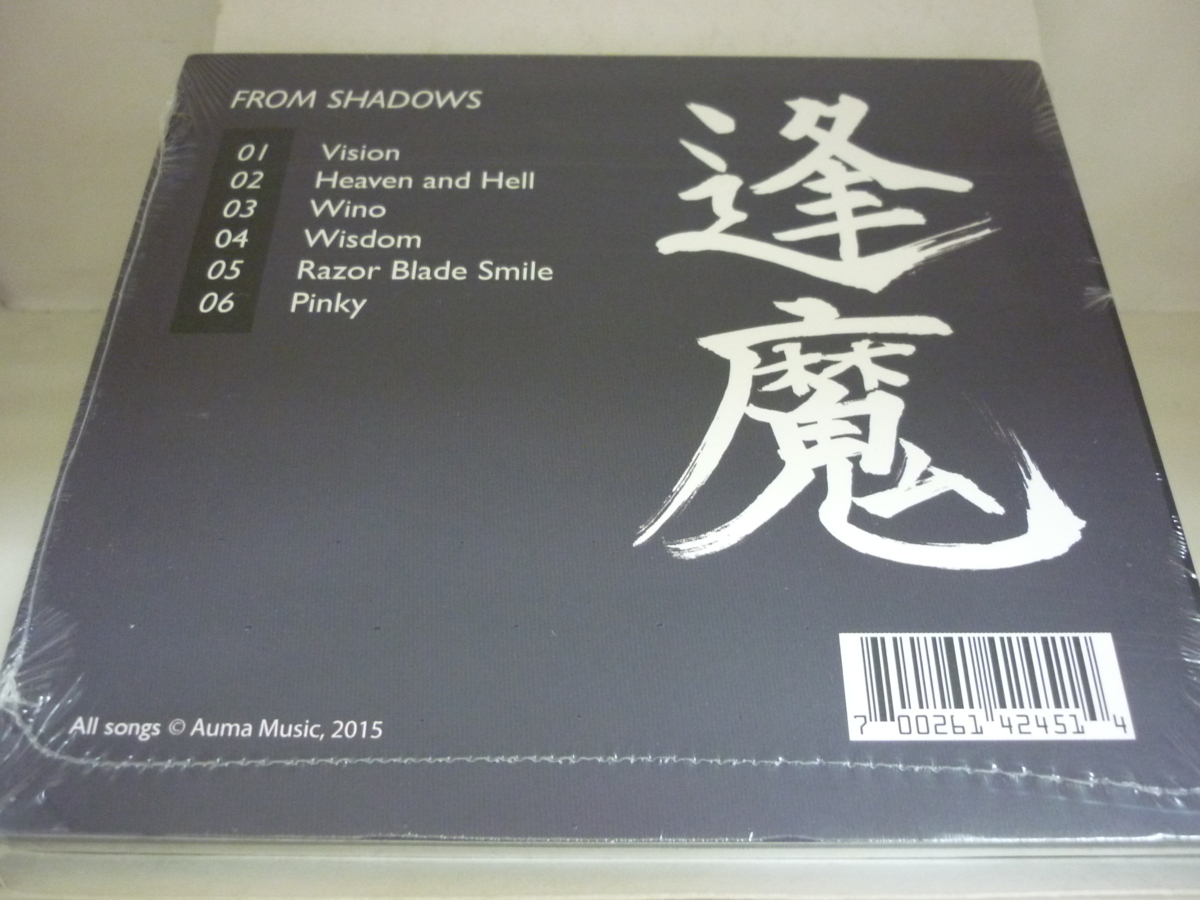 FROM SHADOWS
01 Vision
02 Heaven and Hell
03 Wino
04 Wisdom
05 Razor Blade Smile
06 Pinky
逢
魔
All songs © Auma Music, 2015
7 00261 42451 4